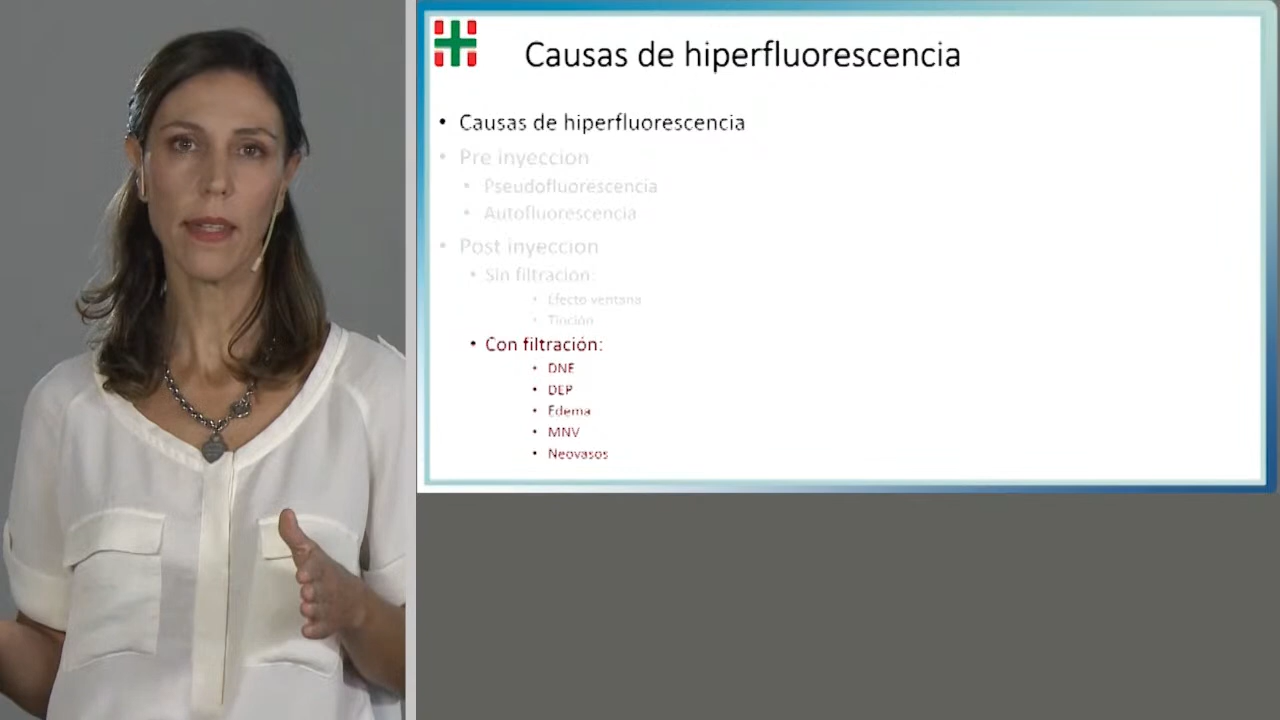 Causas de hiperfluorescencia
Causas de hiperfluorescencia
Pre inyeccion
Pseudofluorescencia
Autofluorescencia
Post inyeccion
Sin filtración:
Efecto ventana
Tinción
Con filtración:
DNE
DEP
Edema
MNV
Neovasos